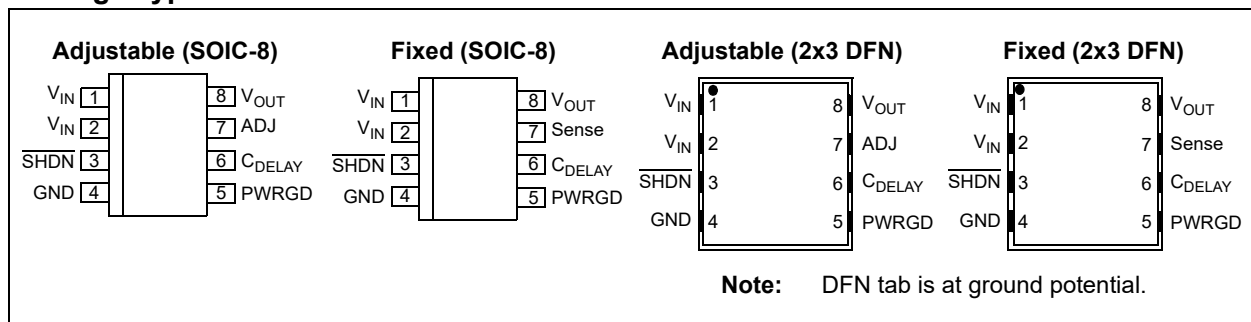 Adjustable (SOIC-8)
VIN 1
VIN 2
SHDN 3
GND 4
8 VOUT
7 ADJ
6 CDELAY
5 PWRGD
Fixed (SOIC-8)
VIN 1
VIN 2
SHDN 3
GND 4
8 VOUT
7 Sense
6 CDELAY
5 PWRGD
Adjustable (2x3 DFN)
VIN 1
VIN 2
SHDN 3
GND 4
8 VOUT
7 ADJ
6 CDELAY
5 PWRGD
Fixed (2x3 DFN)
VIN 1
VIN 2
SHDN 3
GND 4
8 VOUT
7 Sense
6 CDELAY
5 PWRGD
Note: DFN tab is at ground potential.